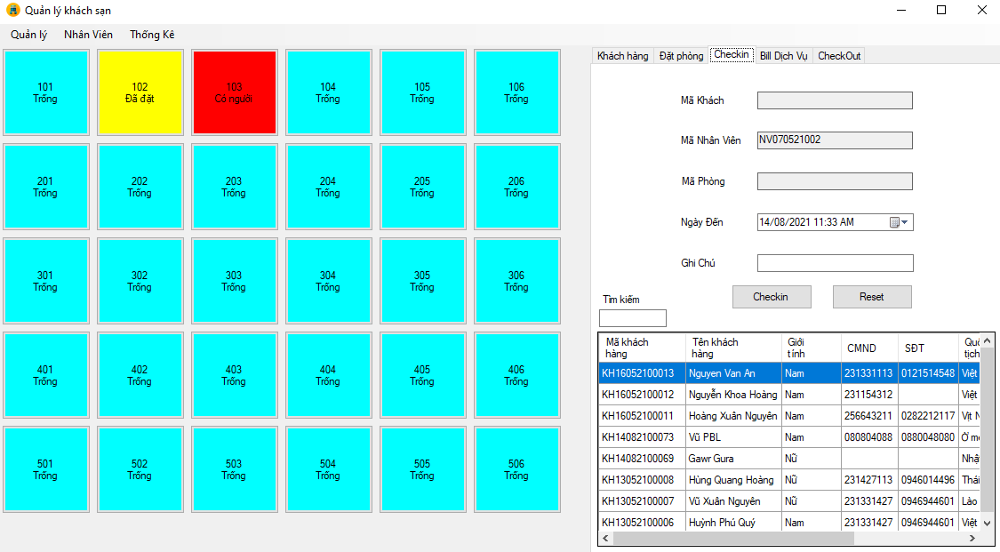 Quản lý khách sạn
Quản lý Nhân Viên Thống Kê
Khách hàng Đặt phòng Checkin Bill Dịch Vụ CheckOut
101 102 103 104 105 106
Trống Đã đặt Có người Trống Trống Trống
201 202 203 204 205 206
Trống Trống Trống Trống Trống Trống
301 302 303 304 305 306
Trống Trống Trống Trống Trống Trống
401 402 403 404 405 406
Trống Trống Trống Trống Trống Trống
501 502 503 504 505 506
Trống Trống Trống Trống Trống Trống
Mã Khách
Mã Nhân Viên NV070521002
Mã Phòng
Ngày Đến 14/08/2021 11:33 AM
Ghi Chú
Checkin Reset
Tìm kiếm
Mã khách Tên khách Giới CMND SĐT Quố
hàng hàng tính tịch
KH16052100013 Nguyen Van An Nam 231331113 0121514548 Việt
KH16052100012 Nguyễn Khoa Hoàng Nam 231154312 Việt
KH16052100011 Hoàng Xuân Nguyên Nam 256643211 0282212117 Vịt N
KH14082100073 Vũ PBL Nam 080804088 0880048080 Ở mọ
KH14082100069 Gawr Gura Nữ Nhật
KH13052100008 Hùng Quang Hoàng Nữ 231427113 0946014496 Thái
KH13052100007 Vũ Xuân Nguyên Nữ 231331427 0946944601 Lào
KH13052100006 Huỳnh Phú Quý Nam 231331427 0946944601 Việt